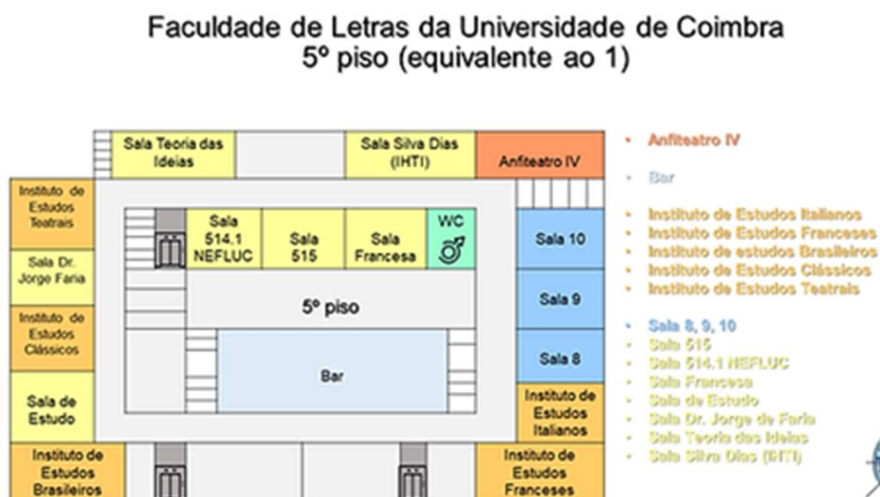 Faculdade de Letras da Universidade de Coimbra
5º piso (equivalente ao 1)
Sala Teoria das
Ideias
Sala Silva Dias
(IHTI)
Anfiteatro IV
Instituto de
Estudos
Teatrais
Sala Dr.
Jorge Faria
Instituto de
Estudos
Clássicos
Sala de
Estudo
Instituto de
Estudos
Brasileiros
Sala
514.1
NEFLUC
Sala
515
Sala
Francesa
WC
5º piso
Bar
Sala 10
Sala 9
Sala 8
Instituto de
Estudos
Italianos
Instituto de
Estudos
Franceses
• Anfiteatro IV
• Bar
• Instituto de Estudos Italianos
• Instituto de Estudos Franceses
• Instituto de estudos Brasileiros
• Instituto de Estudos Clássicos
• Instituto de Estudos Teatrais
• Sala 8, 9, 10
• Sala 515
• Sala 514.1 NEFLUC
• Sala Francesa
• Sala de Estudo
• Sala Dr. Jorge de Faria
• Sala Teoria das Ideias
• Sala Silva Dias (IHTI)